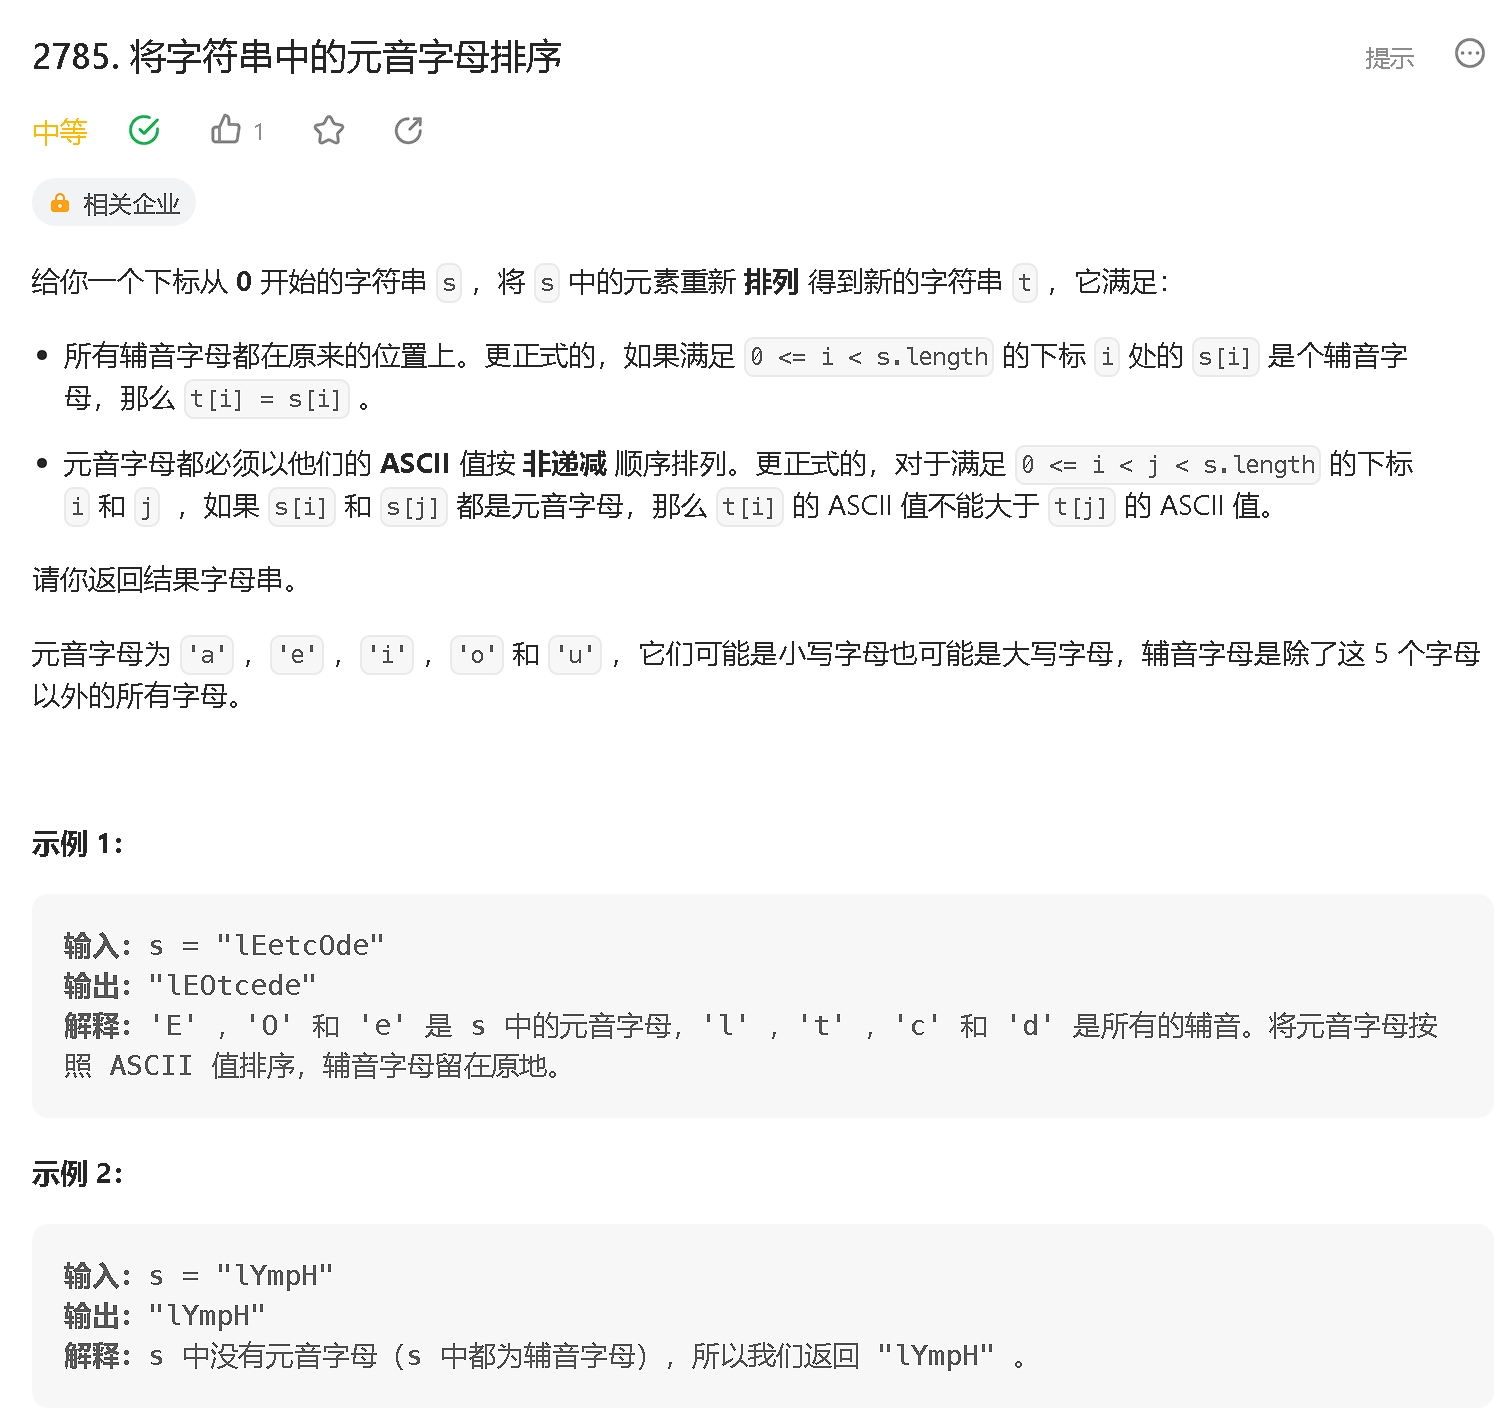 2785. 将字符串中的元音字母排序
提示
中等
1
相关企业
给你一个下标从 0 开始的字符串 s ，将 s 中的元素重新 排列 得到新的字符串 t ，它满足：
• 所有辅音字母都在原来的位置上。更正式的，如果满足 0 <= i < s.length 的下标 i 处的 s[i] 是个辅音字
母，那么 t[i] = s[i] 。
• 元音字母都必须以他们的 ASCII 值按 非递减 顺序排列。更正式的，对于满足 0 <= i < j < s.length 的下标
i 和 j ，如果 s[i] 和 s[j] 都是元音字母，那么 t[i] 的 ASCII 值不能大于 t[j] 的 ASCII 值。
请你返回结果字母串。
元音字母为 'a' ，'e' ，'i' ，'o' 和 'u' ，它们可能是小写字母也可能是大写字母，辅音字母是除了这 5 个字母
以外的所有字母。
示例 1：
输入：s = "lEetcOde"
输出："lEOtcede"
解释：'E' ，'O' 和 'e' 是 s 中的元音字母，'l' ，'t' ，'c' 和 'd' 是所有的辅音。将元音字母按
照 ASCII 值排序，辅音字母留在原地。
示例 2：
输入：s = "lYmpH"
输出："lYmpH"
解释：s 中没有元音字母（s 中都为辅音字母），所以我们返回 "lYmpH" 。